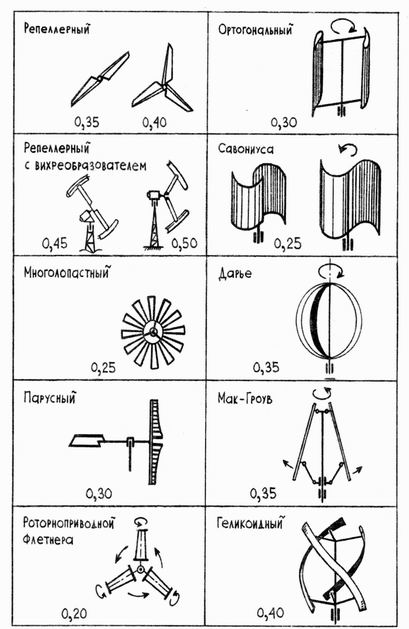 Репеллерный
0,35
0,40
Ортогональный
0,30
Репеллерный
с вихреобразователем
0,45
0,50
Савониуса
0,25
Многолопастный
0,25
Дарье
0,35
Парусный
0,30
Мак-Гроув
0,35
Роторноприводной
Флетнера
0,20
Геликоидный
0,40